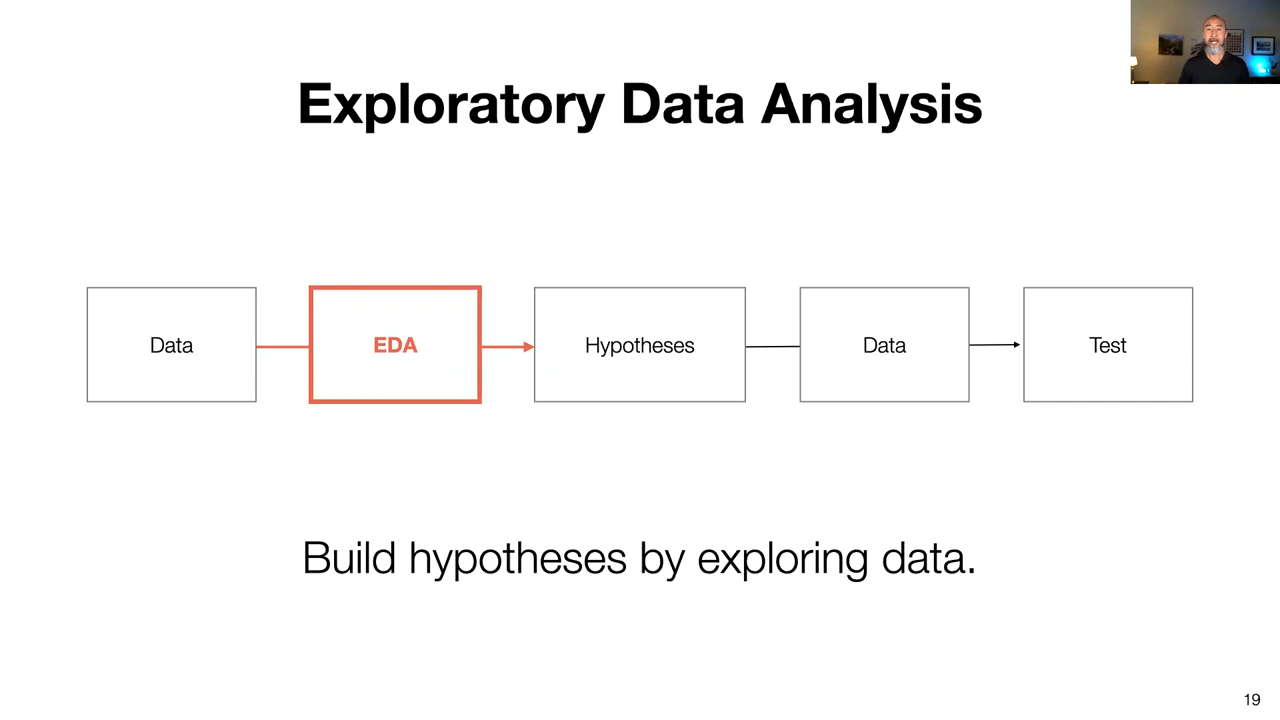 Exploratory Data Analysis
Data
EDA
Hypotheses
Data
Test
Build hypotheses by exploring data.
19